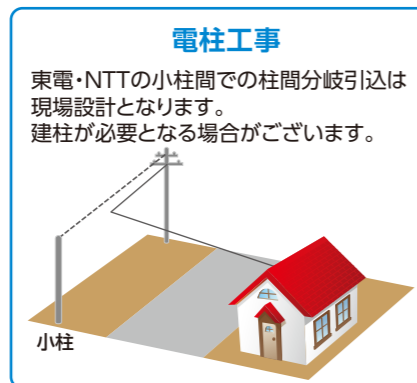 電柱工事
東電・NTTの小柱間での柱間分岐引込は
現場設計となります。
建柱が必要となる場合がございます。
小柱